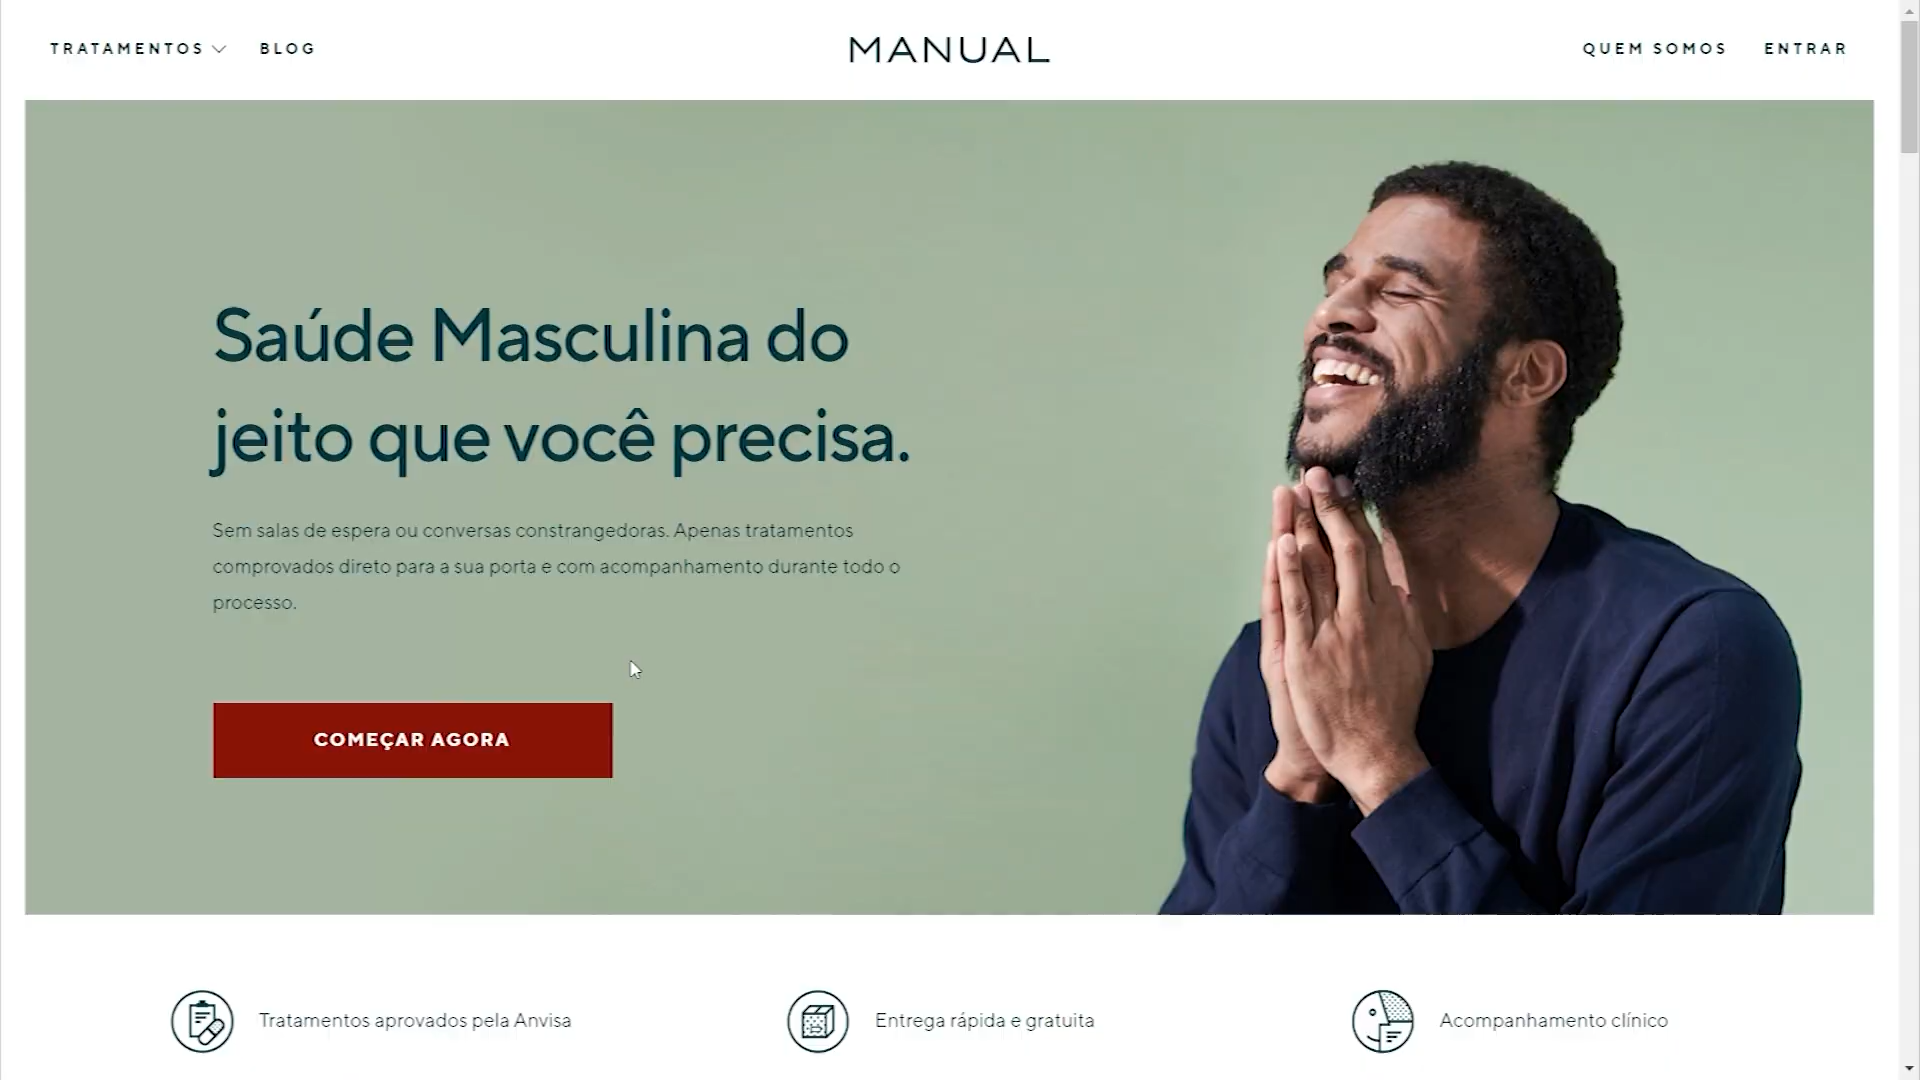 TRATAMENTOS BLOG MANUAL QUEM SOMOS ENTRAR
Saúde Masculina do
jeito que você precisa.
Sem salas de espera ou conversas constrangedoras. Apenas tratamentos
comprovados direto para a sua porta e com acompanhamento durante todo o
processo.
COMEÇAR AGORA
Tratamentos aprovados pela Anvisa Entrega rápida e gratuita Acompanhamento clínico